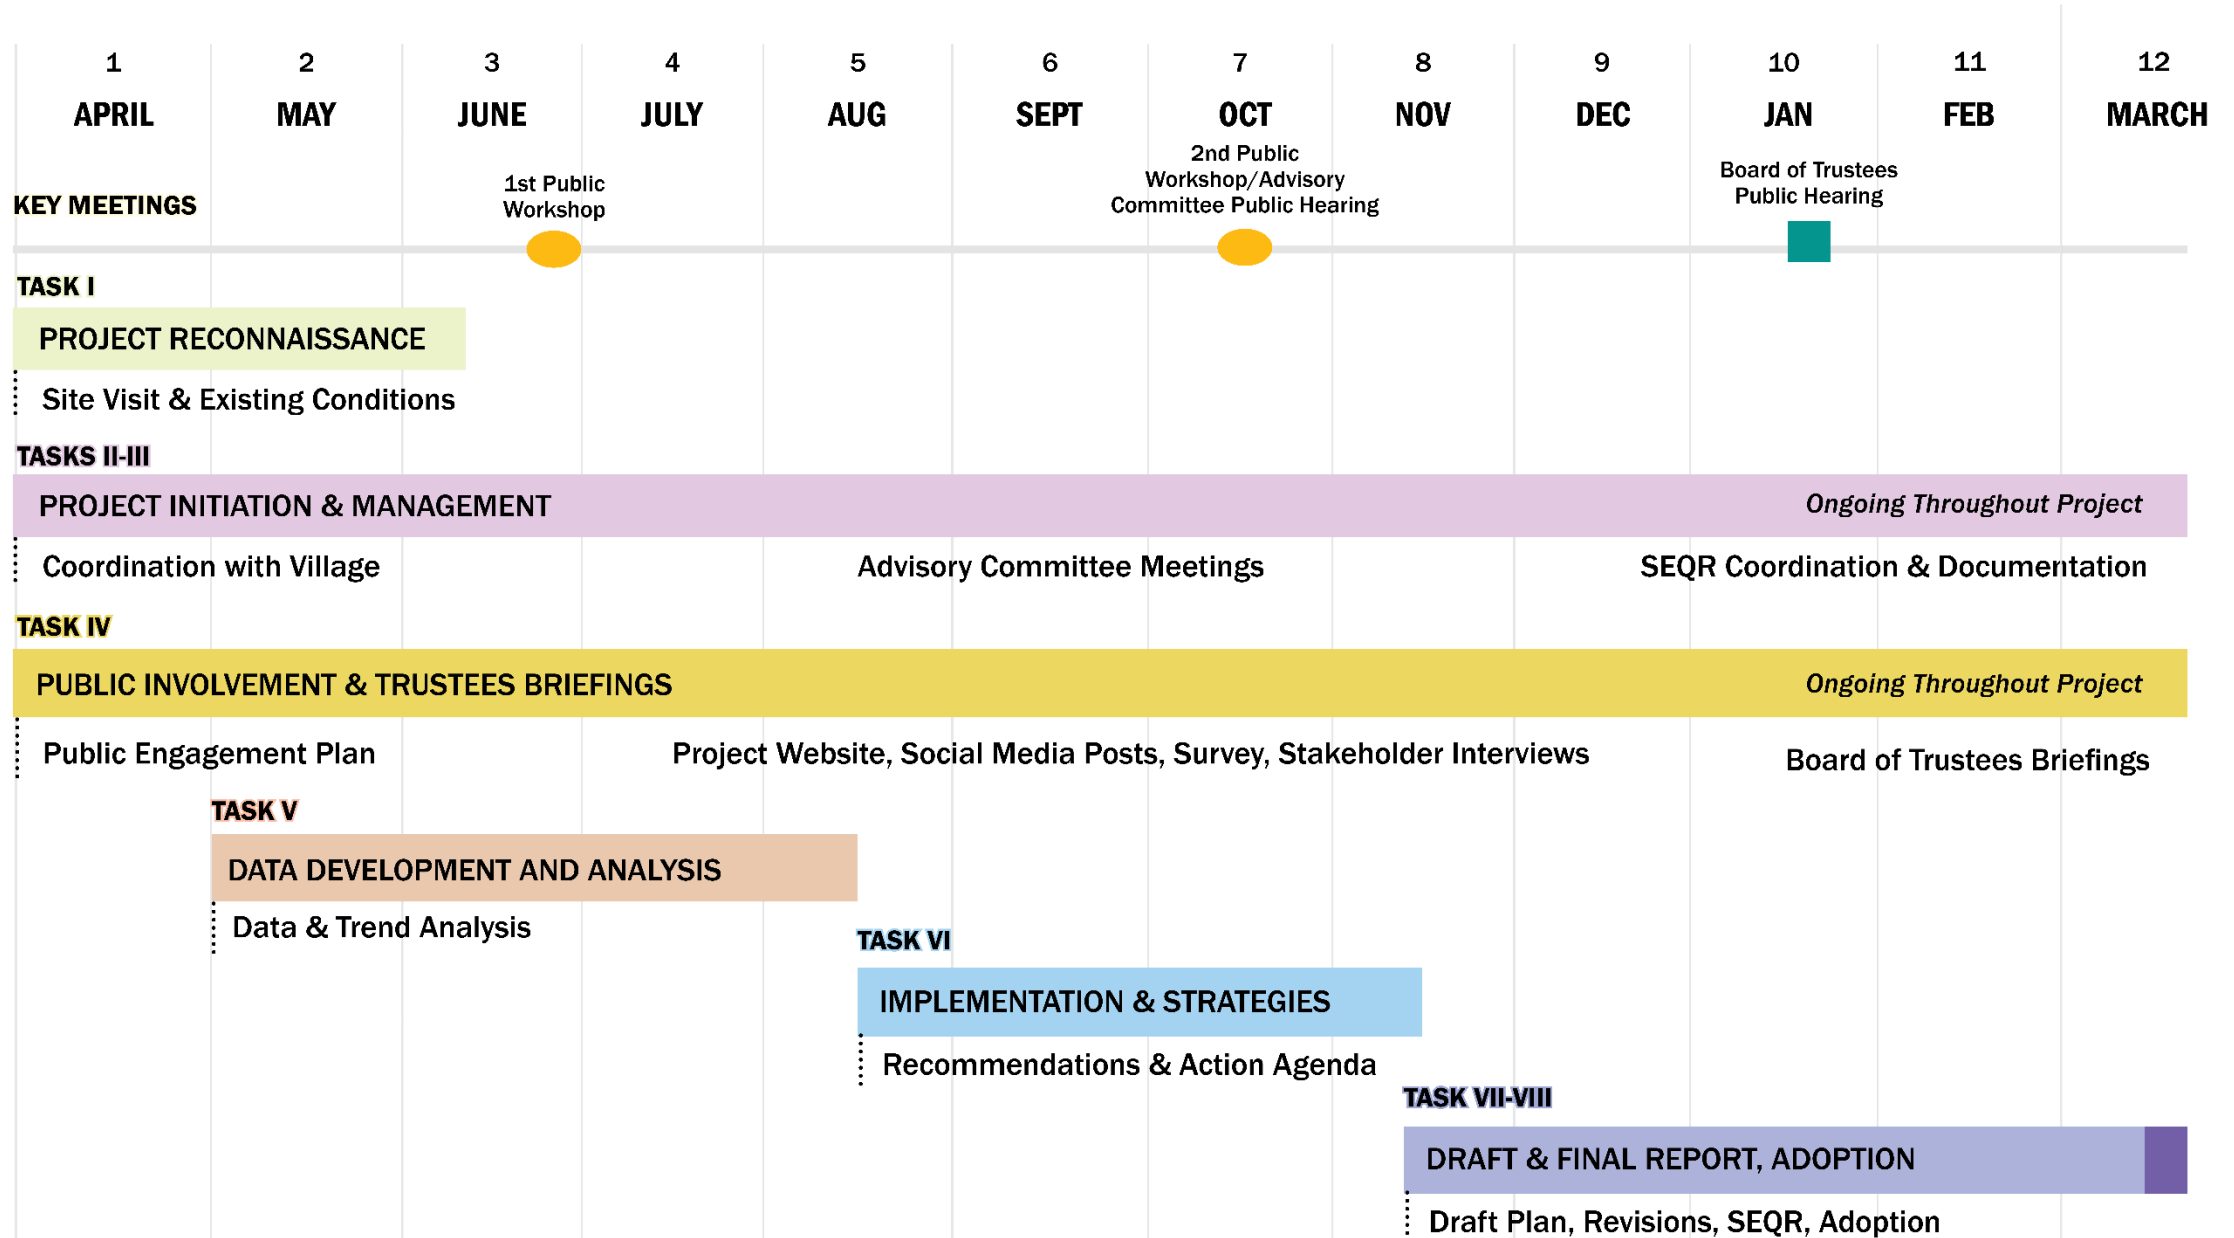 1 2 3 4 5 6 7 8 9 10 11 12
APRIL MAY JUNE JULY AUG SEPT OCT NOV DEC JAN FEB MARCH
KEY MEETINGS
1st Public
Workshop
2nd Public
Workshop/Advisory
Committee Public Hearing
Board of Trustees
Public Hearing
TASK I
PROJECT RECONNAISSANCE
Site Visit & Existing Conditions
TASKS II-III
PROJECT INITIATION & MANAGEMENT Ongoing Throughout Project
Coordination with Village Advisory Committee Meetings SEQR Coordination & Documentation
TASK IV
PUBLIC INVOLVEMENT & TRUSTEES BRIEFINGS Ongoing Throughout Project
Public Engagement Plan Project Website, Social Media Posts, Survey, Stakeholder Interviews Board of Trustees Briefings
TASK V
DATA DEVELOPMENT AND ANALYSIS
Data & Trend Analysis
TASK VI
IMPLEMENTATION & STRATEGIES
Recommendations & Action Agenda
TASK VII-VIII
DRAFT & FINAL REPORT, ADOPTION
Draft Plan, Revisions, SEQR, Adoption